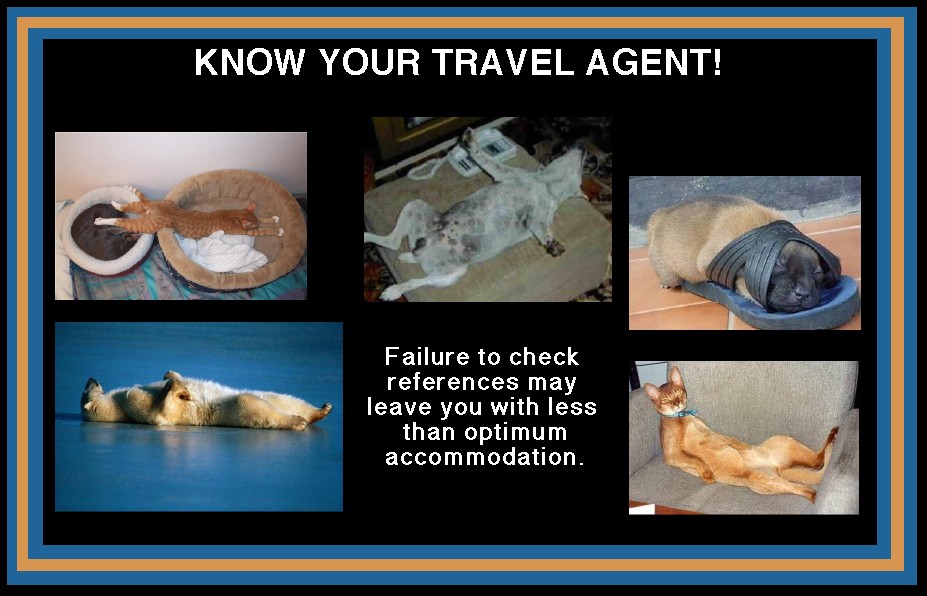 KNOW YOUR TRAVEL AGENT!
Failure to check
references may
leave you with less
than optimum
accommodation.